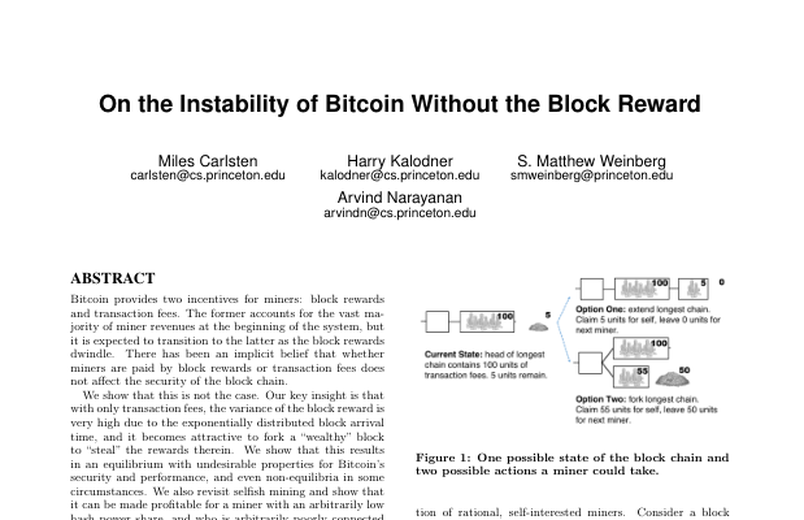 On the Instability of Bitcoin Without the Block Reward
Miles Carlsten
carlsten@cs.princeton.edu
Harry Kalodner
kalodner@cs.princeton.edu
S. Matthew Weinberg
smweinberg@princeton.edu
Arvind Narayanan
arvindn@cs.princeton.edu
ABSTRACT
Bitcoin provides two incentives for miners: block rewards
and transaction fees. The former accounts for the vast ma-
jority of miner revenues at the beginning of the system, but
it is expected to transition to the latter as the block rewards
dwindle. There has been an implicit belief that whether
miners are paid by block rewards or transaction fees does
not affect the security of the block chain.
We show that this is not the case. Our key insight is that
with only transaction fees, the variance of the block reward is
very high due to the exponentially distributed block arrival
time, and it becomes attractive to fork a “wealthy” block
to “steal” the rewards therein. We show that this results
in an equilibrium with undesirable properties for Bitcoin’s
security and performance, and even non-equilibria in some
circumstances. We also revisit selfish mining and show that
it can be made profitable for a miner with an arbitrarily low
hash power share, and who is arbitrarily poorly connected
100
5
Current State: head of longest
chain contains 100 units of
transaction fees. 5 units remain.
100
5
0
Option One: extend longest chain.
Claim 5 units for self, leave 0 units for
next miner.
100
55
50
Option Two: fork longest chain.
Claim 55 units for self, leave 50 units
for next miner.
Figure 1: One possible state of the block chain and
two possible actions a miner could take.
tion of rational, self-interested miners. Consider a block